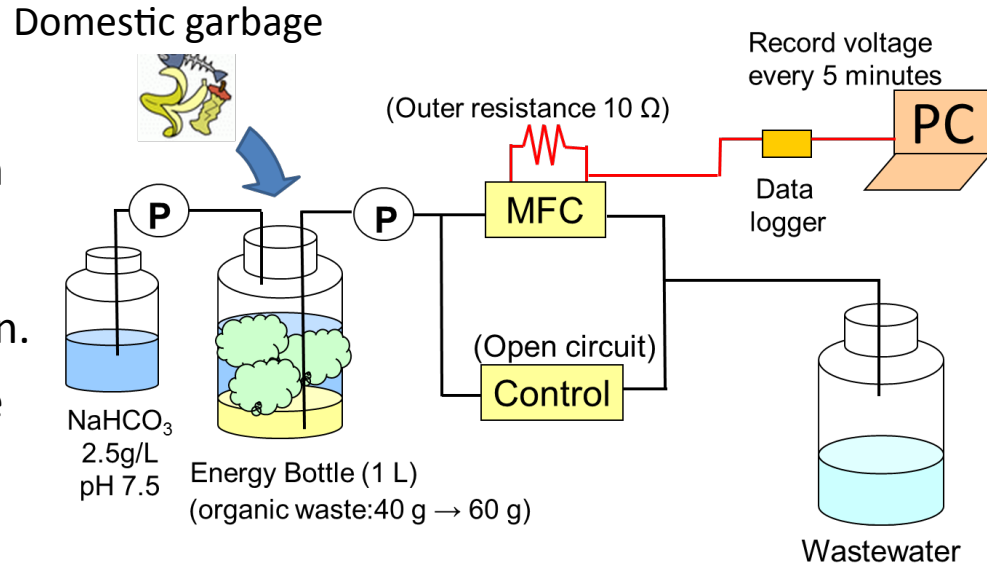 Domestic garbage
Record voltage
every 5 minutes
(Outer resistance 10 Ω)
PC
P
P
MFC
Data
logger
n.
(Open circuit)
Control
NaHCO₃
2.5g/L
pH 7.5
Energy Bottle (1 L)
(organic waste:40 g → 60 g)
Wastewater